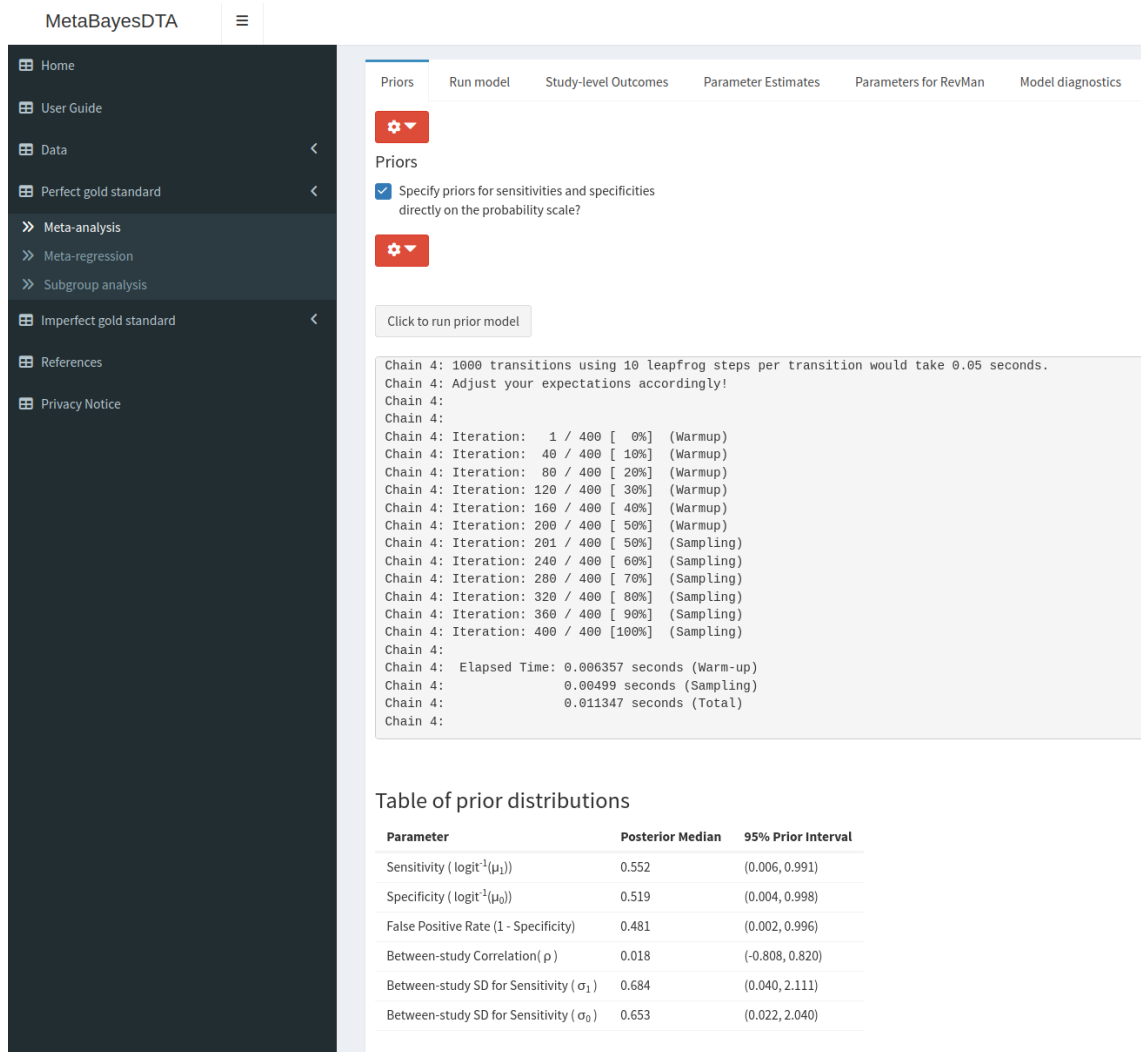 MetaBayesDTA
Home
User Guide
Data
Perfect gold standard
Meta-analysis
Meta-regression
Subgroup analysis
Imperfect gold standard
References
Privacy Notice
Priors Run model Study-level Outcomes Parameter Estimates Parameters for RevMan Model diagnostics
Priors
Specify priors for sensitivities and specificities
directly on the probability scale?
Click to run prior model
Chain 4: 1000 transitions using 10 leapfrog steps per transition would take 0.05 seconds.
Chain 4: Adjust your expectations accordingly!
Chain 4:
Chain 4:
Chain 4: Iteration:   1 / 400 [  0%]  (Warmup)
Chain 4: Iteration:  40 / 400 [ 10%]  (Warmup)
Chain 4: Iteration:  80 / 400 [ 20%]  (Warmup)
Chain 4: Iteration: 120 / 400 [ 30%]  (Warmup)
Chain 4: Iteration: 160 / 400 [ 40%]  (Warmup)
Chain 4: Iteration: 200 / 400 [ 50%]  (Warmup)
Chain 4: Iteration: 201 / 400 [ 50%]  (Sampling)
Chain 4: Iteration: 240 / 400 [ 60%]  (Sampling)
Chain 4: Iteration: 280 / 400 [ 70%]  (Sampling)
Chain 4: Iteration: 320 / 400 [ 80%]  (Sampling)
Chain 4: Iteration: 360 / 400 [ 90%]  (Sampling)
Chain 4: Iteration: 400 / 400 [100%]  (Sampling)
Chain 4:
Chain 4:  Elapsed Time: 0.006357 seconds (Warm-up)
Chain 4:                0.00499 seconds (Sampling)
Chain 4:                0.011347 seconds (Total)
Chain 4:
Table of prior distributions
Parameter Posterior Median 95% Prior Interval
Sensitivity ( logit⁻¹(μ₁)) 0.552 (0.006, 0.991)
Specificity ( logit⁻¹(μ₀)) 0.519 (0.004, 0.998)
False Positive Rate (1 - Specificity) 0.481 (0.002, 0.996)
Between-study Correlation( ρ ) 0.018 (-0.808, 0.820)
Between-study SD for Sensitivity ( σ₁ ) 0.684 (0.040, 2.111)
Between-study SD for Sensitivity ( σ₀ ) 0.653 (0.022, 2.040)